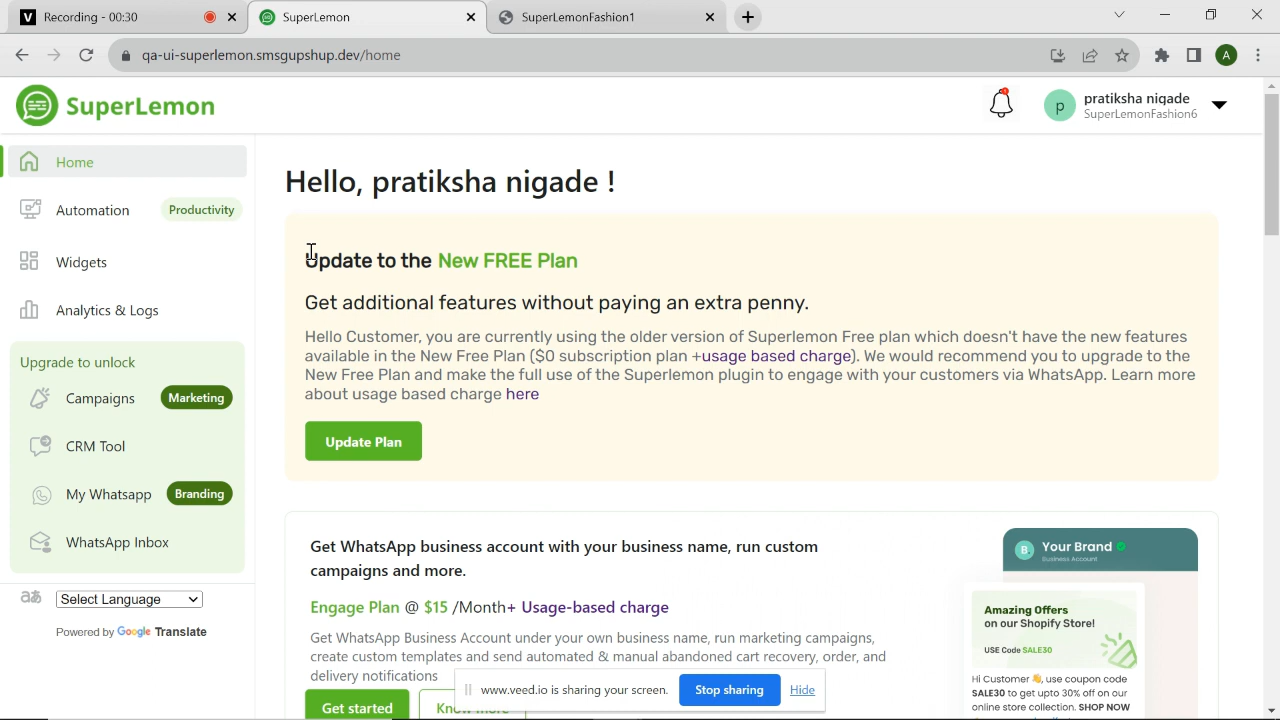 Recording - 00:30
SuperLemon
SuperLemonFashion1
qa-ui-superlemon.smsgupshup.dev/home
A
SuperLemon
p
pratiksha nigade
SuperLemonFashion6
Home
Automation
Productivity
Widgets
Analytics & Logs
Upgrade to unlock
Campaigns
Marketing
CRM Tool
My Whatsapp
Branding
WhatsApp Inbox
Select Language
Powered by Google Translate
Hello, pratiksha nigade !
Update to the New FREE Plan
Get additional features without paying an extra penny.
Hello Customer, you are currently using the older version of Superlemon Free plan which doesn't have the new features
available in the New Free Plan ($0 subscription plan +usage based charge). We would recommend you to upgrade to the
New Free Plan and make the full use of the Superlemon plugin to engage with your customers via WhatsApp. Learn more
about usage based charge here
Update Plan
Get WhatsApp business account with your business name, run custom
campaigns and more.
Engage Plan @ $15 /Month+ Usage-based charge
Get WhatsApp Business Account under your own business name, run marketing campaigns,
create custom templates and send automated & manual abandoned cart recovery, order, and
delivery notifications
Get started
Know more
B
Your Brand
Business Account
Amazing Offers
on our Shopify Store!
USE Code SALE30
Hi Customer 👋, use coupon code
SALE30 to get upto 30% off on our
online store collection. SHOP NOW
www.veed.io is sharing your screen.
Stop sharing
Hide